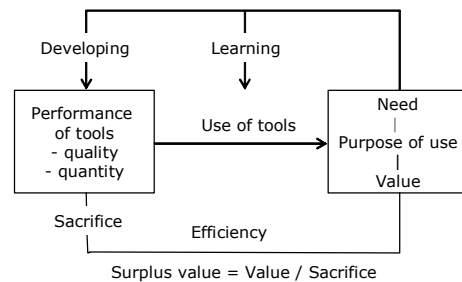 Developing
Learning
Performance
of tools
- quality
- quantity
Use of tools
Need
Purpose of use
Value
Sacrifice
Efficiency
Surplus value = Value / Sacrifice